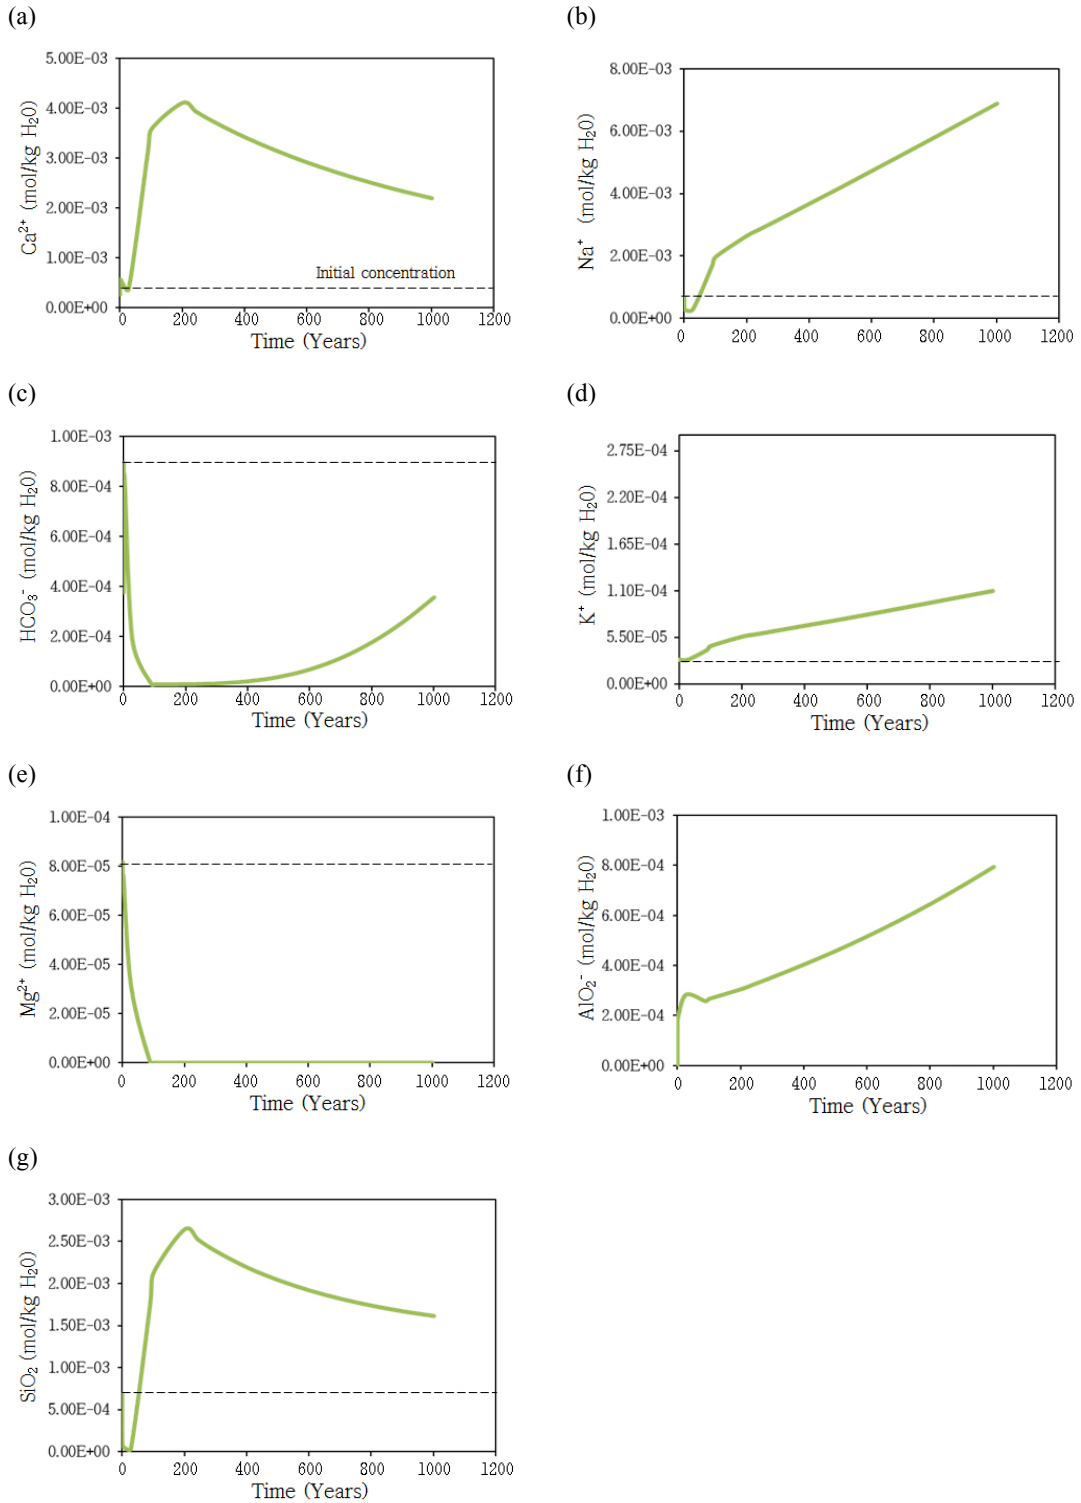 (a)
5.00E-03
4.00E-03
3.00E-03
2.00E-03
1.00E-03
0.00E+00
Ca2+ (mol/kg H2O)
Initial concentration
0 200 400 600 800 1000 1200
Time (Years)
(b)
8.00E-03
6.00E-03
4.00E-03
2.00E-03
0.00E+00
Na+ (mol/kg H2O)
0 200 400 600 800 1000 1200
(c)
1.00E-03
8.00E-04
6.00E-04
4.00E-04
2.00E-04
0.00E+00
HCO3- (mol/kg H2O)
0 200 400 600 800 1000 1200
Time (Years)
(d)
2.75E-04
2.20E-04
1.65E-04
1.10E-04
5.50E-05
0.00E+00
K+ (mol/kg H2O)
0 200 400 600 800 1000 1200
Time (Years)
(e)
1.00E-04
8.00E-05
6.00E-05
4.00E-05
2.00E-05
0.00E+00
Mg2+ (mol/kg H2O)
0 200 400 600 800 1000 1200
Time (Years)
(f)
1.00E-03
8.00E-04
6.00E-04
4.00E-04
2.00E-04
0.00E+00
AlO2- (mol/kg H2O)
0 200 400 600 800 1000 1200
Time (Years)
(g)
3.00E-03
2.50E-03
2.00E-03
1.50E-03
1.00E-03
5.00E-04
0.00E+00
SiO2 (mol/kg H2O)
0 200 400 600 800 1000 1200
Time (Years)